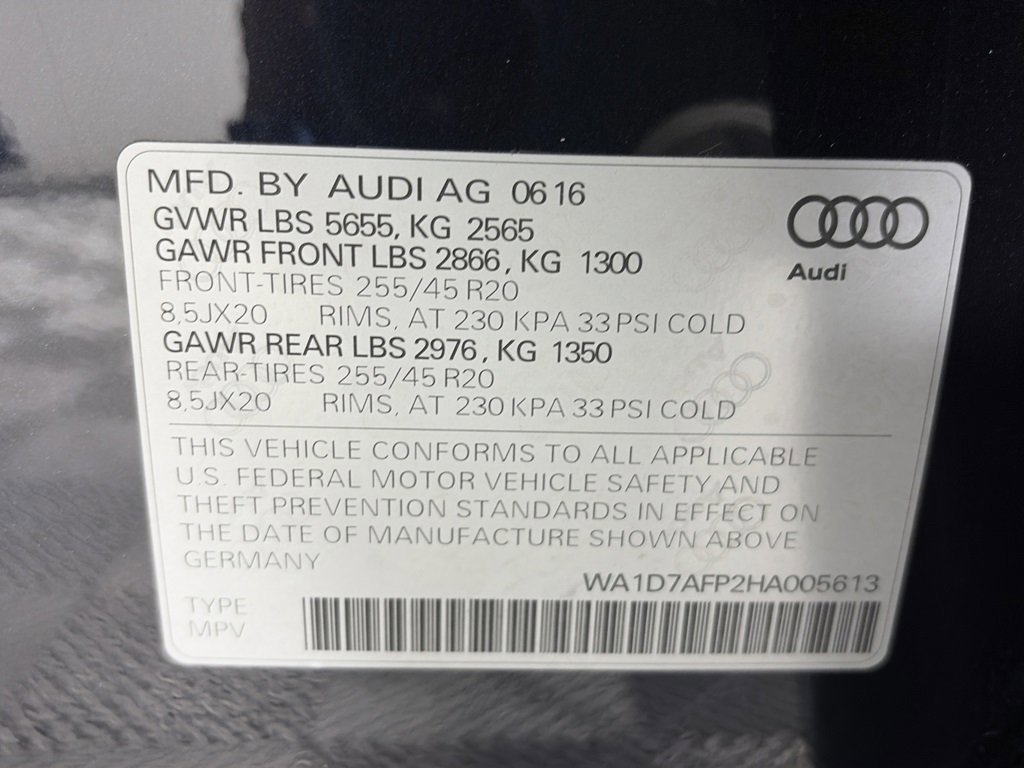 MFD. BY AUDI AG 0616
GVWR LBS 5655, KG 2565
GAWR FRONT LBS 2866, KG 1300
FRONT-TIRES 255/45 R20
8,5JX20 RIMS, AT 230 KPA 33 PSI COLD
GAWR REAR LBS 2976, KG 1350
REAR-TIRES 255/45 R20
8,5JX20 RIMS, AT 230 KPA 33 PSI COLD
Audi
THIS VEHICLE CONFORMS TO ALL APPLICABLE
U.S. FEDERAL MOTOR VEHICLE SAFETY AND
THEFT PREVENTION STANDARDS IN EFFECT ON
THE DATE OF MANUFACTURE SHOWN ABOVE
GERMANY
WA1D7AFP2HA005613
TYPE
MPV